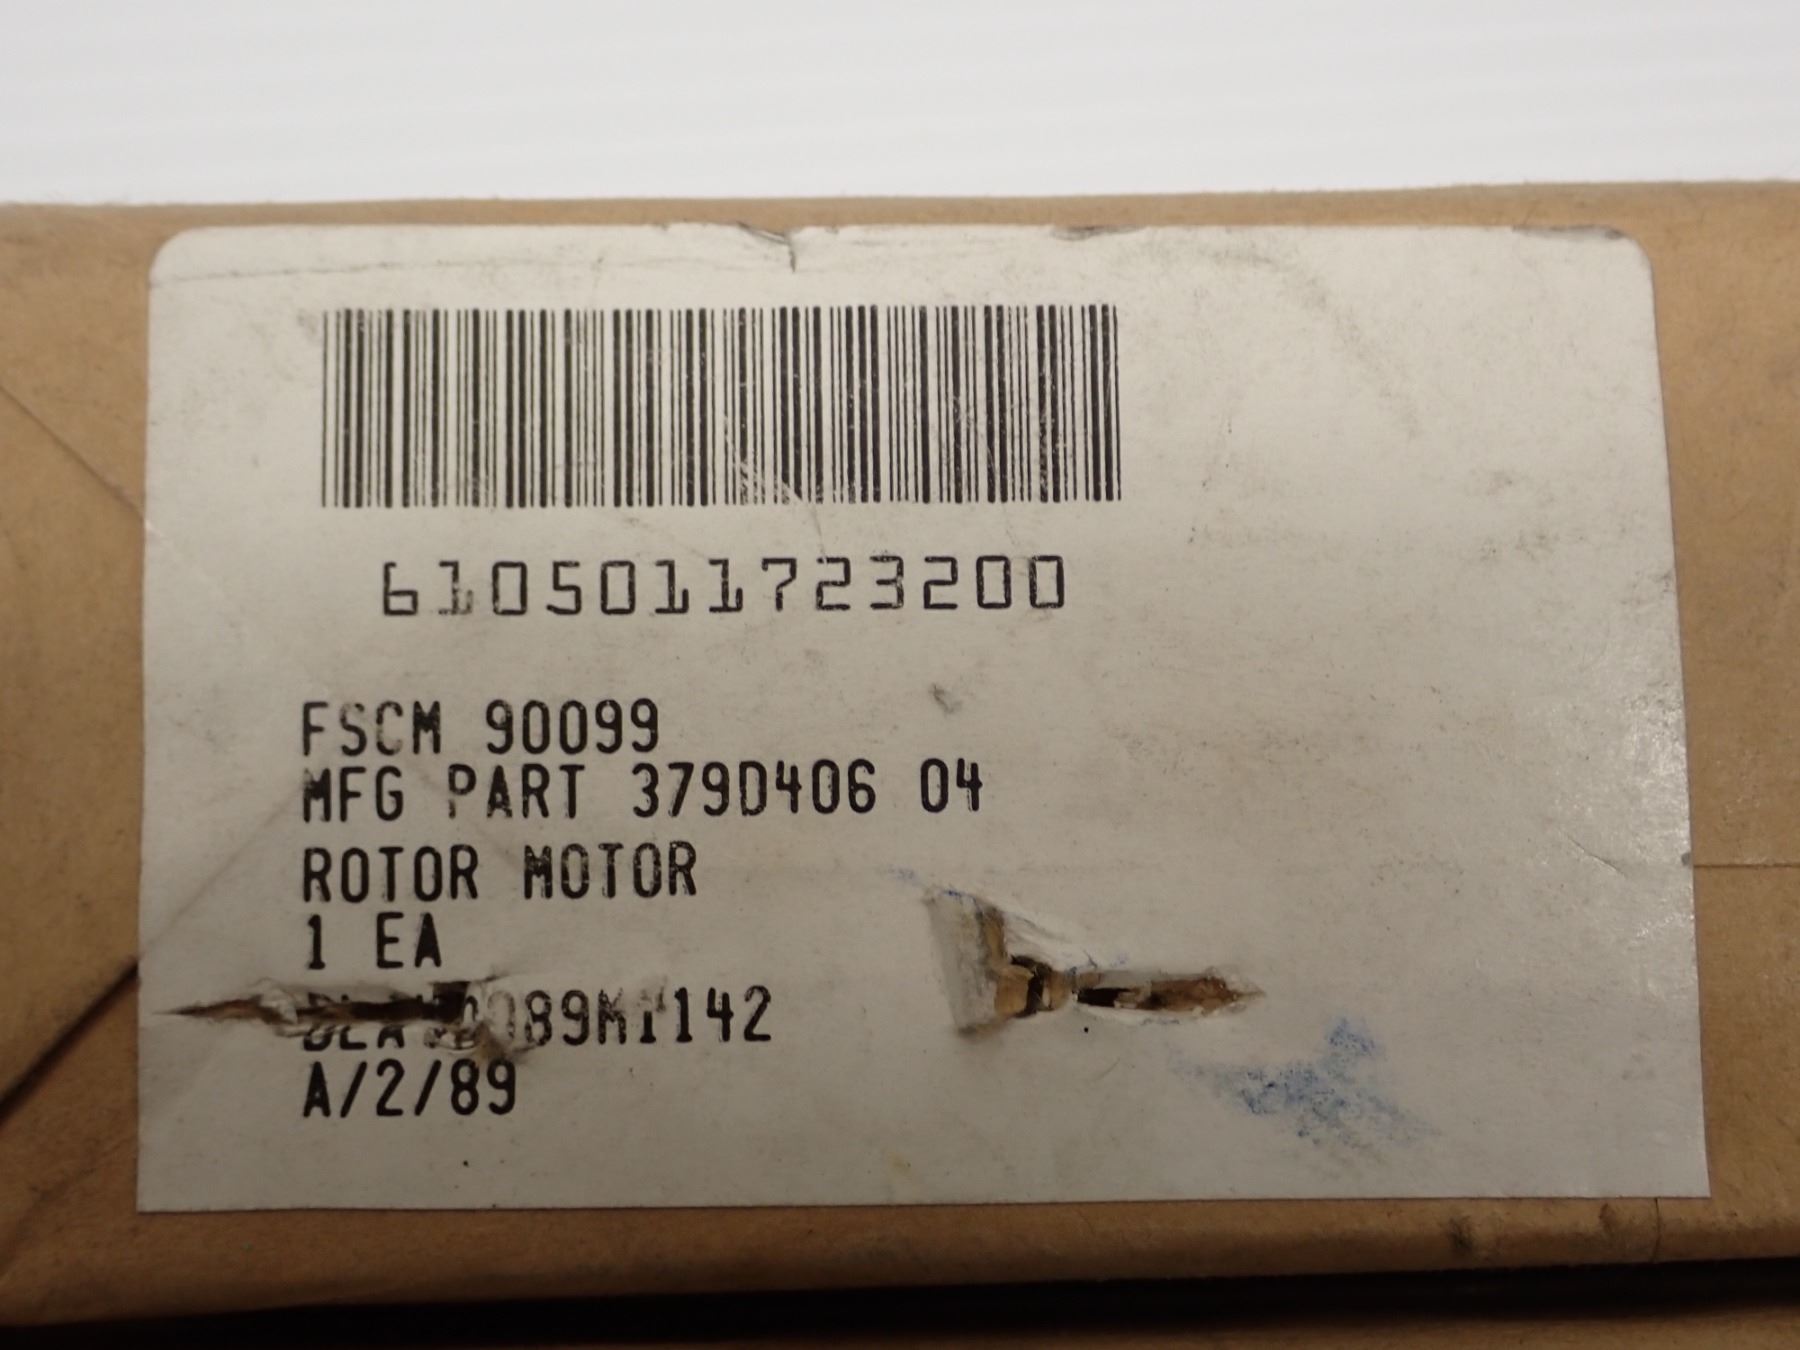 6105011723200
FSCM 90099
MFG PART 379D406 04
ROTOR MOTOR
1 EA
A/2/89